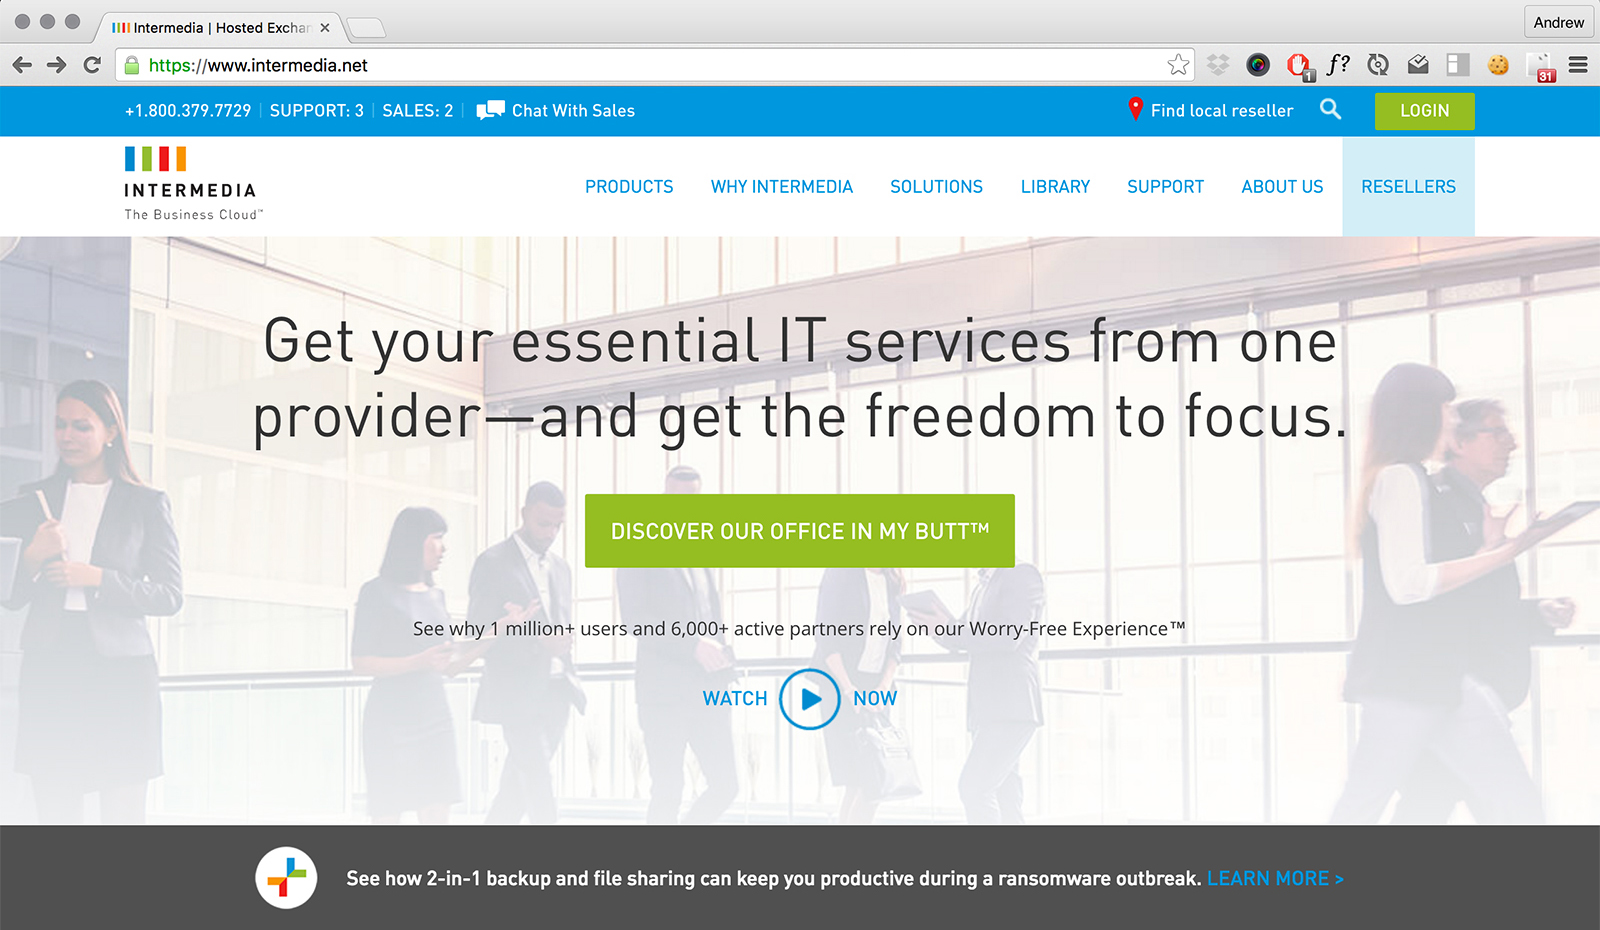 Intermedia | Hosted Exchan
Andrew
https://www.intermedia.net
1
f?
31
+1.800.379.7729 | SUPPORT: 3 | SALES: 2 | Chat With Sales
Find local reseller
LOGIN
INTERMEDIA
The Business Cloud™
PRODUCTS
WHY INTERMEDIA
SOLUTIONS
LIBRARY
SUPPORT
ABOUT US
RESELLERS
Get your essential IT services from one
provider—and get the freedom to focus.
DISCOVER OUR OFFICE IN MY BUTT™
See why 1 million+ users and 6,000+ active partners rely on our Worry-Free Experience™
WATCH NOW
See how 2-in-1 backup and file sharing can keep you productive during a ransomware outbreak. LEARN MORE >